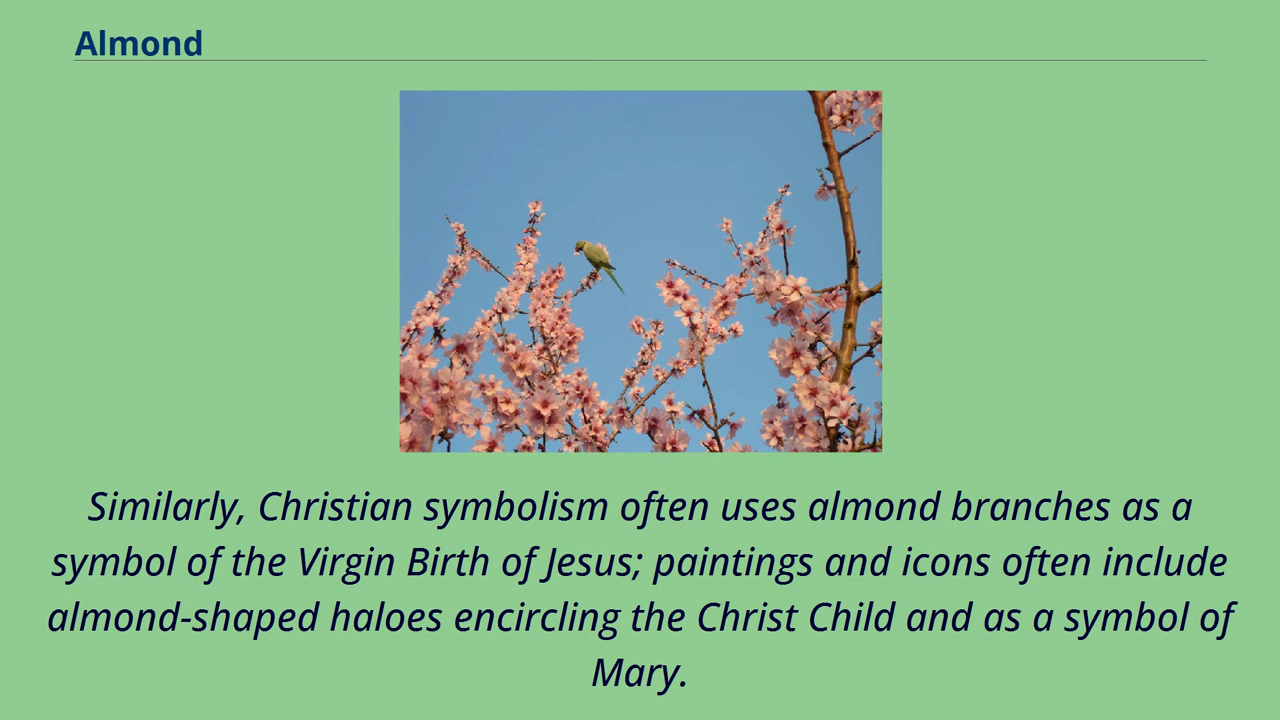 Almond
Similarly, Christian symbolism often uses almond branches as a
symbol of the Virgin Birth of Jesus; paintings and icons often include
almond-shaped haloes encircling the Christ Child and as a symbol of
Mary.